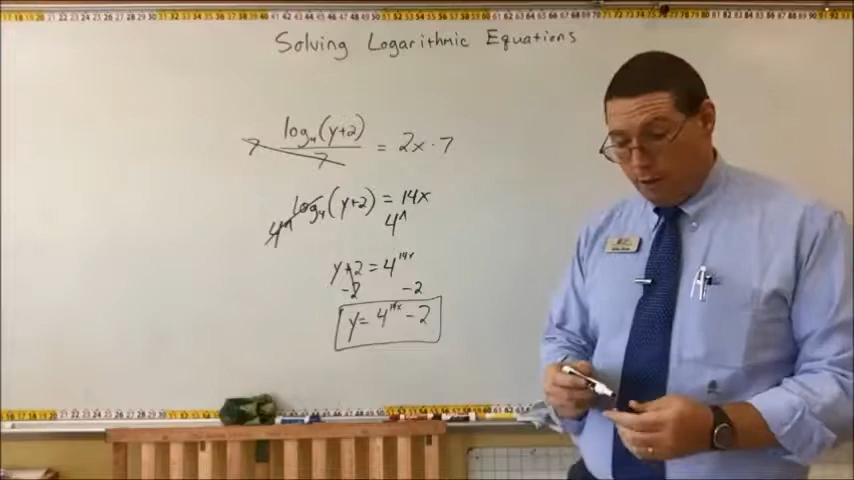 Solving Logarithmic Equations
7 log₄(y+2)/7 = 2x · 7
log₄(y+2) = 14x
4^ 4^
y+2 = 4^14x
-2 -2
y = 4^14x - 2